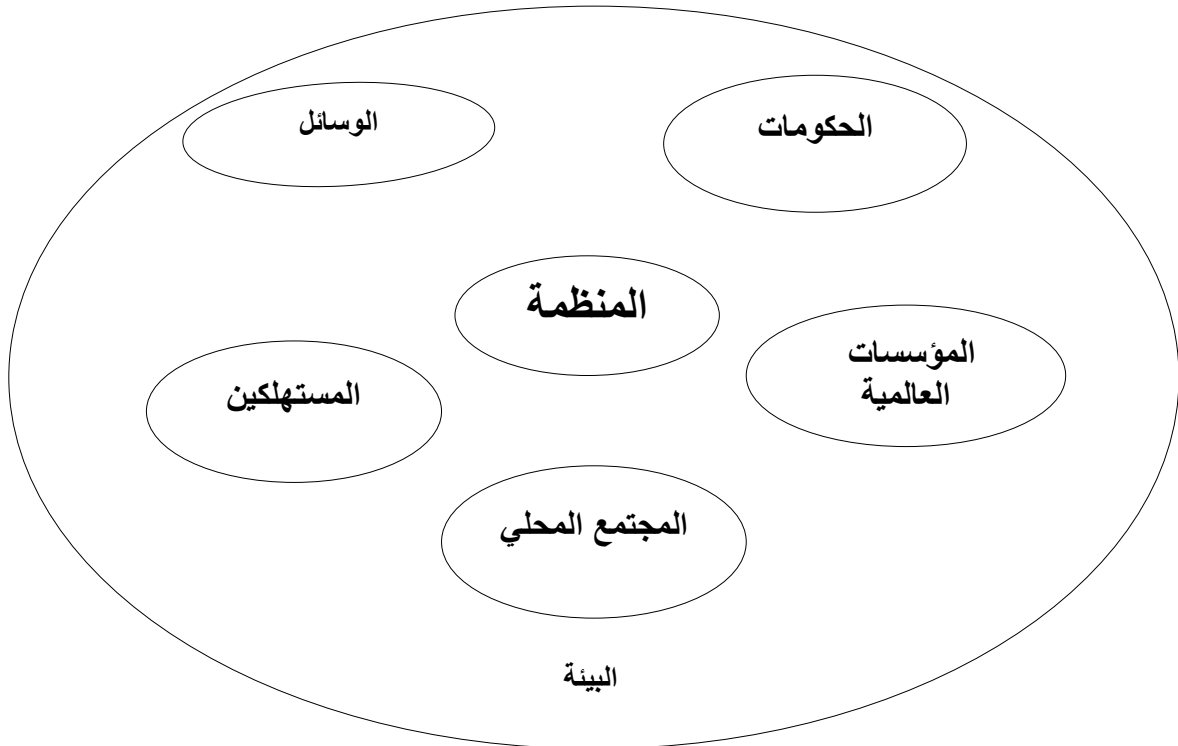 الحكومات
الوسائل
المنظمة
المؤسسات
العالمية
المستهلكين
المجتمع المحلي
البيئة